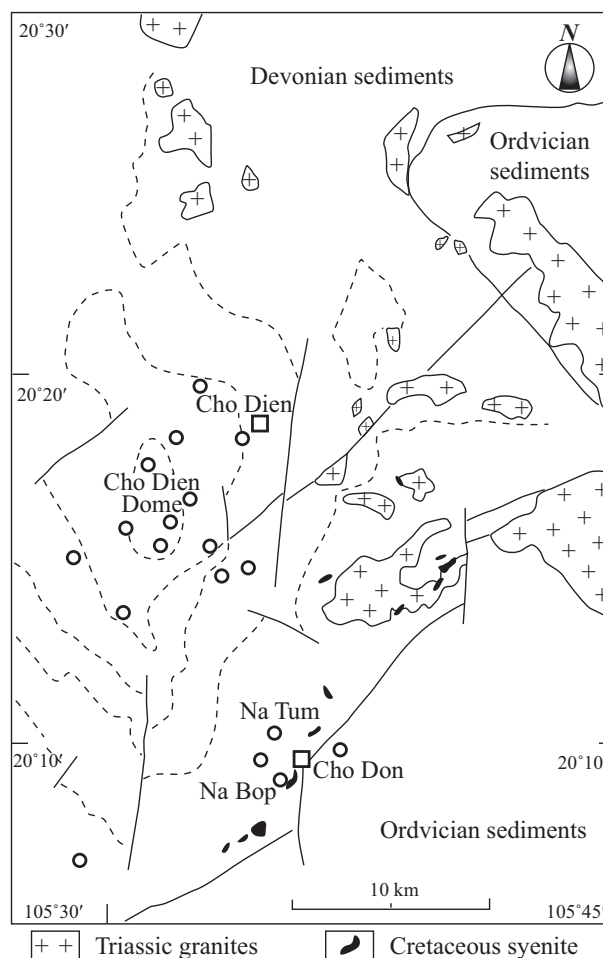 20˚30′
N
Devonian sediments
Ordvician
sediments
20˚20′
Cho Dien
Cho Dien
Dome
Na Tum
20˚10′
20˚10′
Cho Don
Na Bop
Ordvician sediments
10 km
105˚30′
105˚45′
Triassic granites
Cretaceous syenite